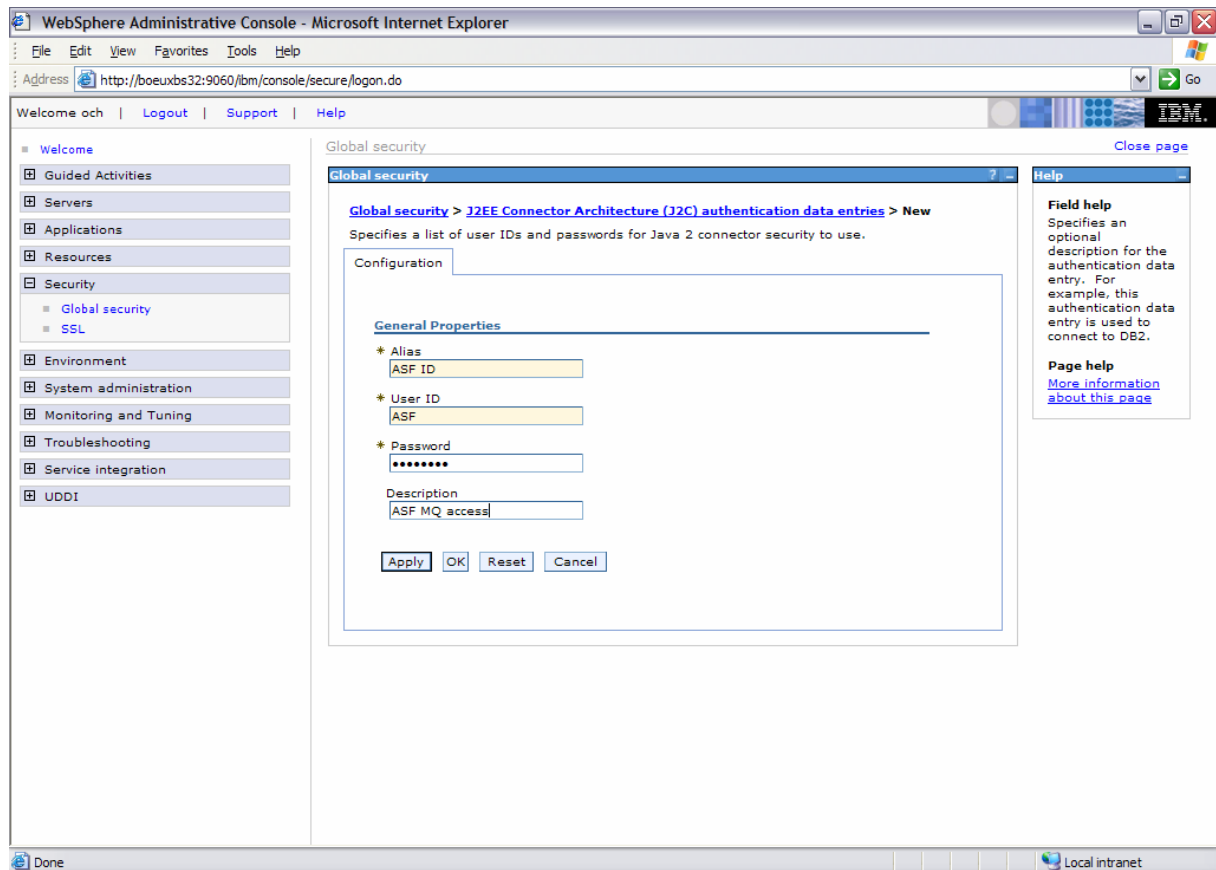 WebSphere Administrative Console - Microsoft Internet Explorer
File Edit View Favorites Tools Help
Address http://boeuxbs32:9060/ibm/console/secure/logon.do Go
Welcome och | Logout | Support | Help IBM.
Welcome
Guided Activities
Servers
Applications
Resources
Security
Global security
SSL
Environment
System administration
Monitoring and Tuning
Troubleshooting
Service integration
UDDI
Global security Close page
Global security ? -
Global security > J2EE Connector Architecture (J2C) authentication data entries > New
Specifies a list of user IDs and passwords for Java 2 connector security to use.
Configuration
General Properties
* Alias
ASF ID
* User ID
ASF
* Password
••••••••
Description
ASF MQ access
Apply OK Reset Cancel
Help -
Field help
Specifies an
optional
description for the
authentication data
entry. For
example, this
authentication data
entry is used to
connect to DB2.
Page help
More information
about this page
Done Local intranet